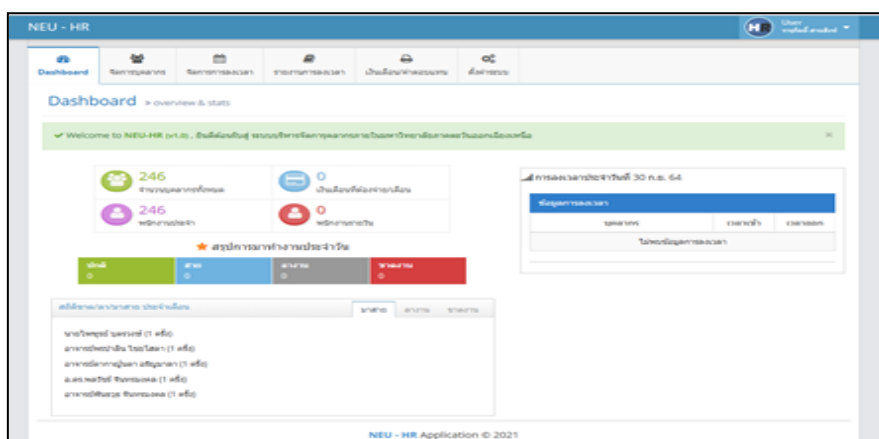 NEU - HR
User
Dashboard จัดการบุคลากร จัดการการลงเวลา รายงานการลงเวลา เงินเดือน/ค่าตอบแทน ตั้งค่าระบบ
Dashboard » overview & stats
Welcome to NEU-HR (v1.0) , ยินดีต้อนรับสู่ ระบบบริหารจัดการบุคลากรภายในมหาวิทยาลัยภาคตะวันออกเฉียงเหนือ
246
จำนวนบุคลากรทั้งหมด
0
เงินเดือนที่ต้องจ่าย/เดือน
246
พนักงานประจำ
0
พนักงานรายวัน
สรุปการมาทำงานประจำวัน
ปกติ สาย ลางาน ขาดงาน
0 0 0 0
การลงเวลาประจำวันที่ 30 ก.ย. 64
ข้อมูลการลงเวลา
บุคลากร เวลาเข้า เวลาออก
ไม่พบข้อมูลการลงเวลา
สถิติขาด/ลา/มาสาย ประจำเดือน
มาสาย ลางาน ขาดงาน
(1 ครั้ง)
(1 ครั้ง)
(1 ครั้ง)
(1 ครั้ง)
(1 ครั้ง)
NEU - HR Application © 2021